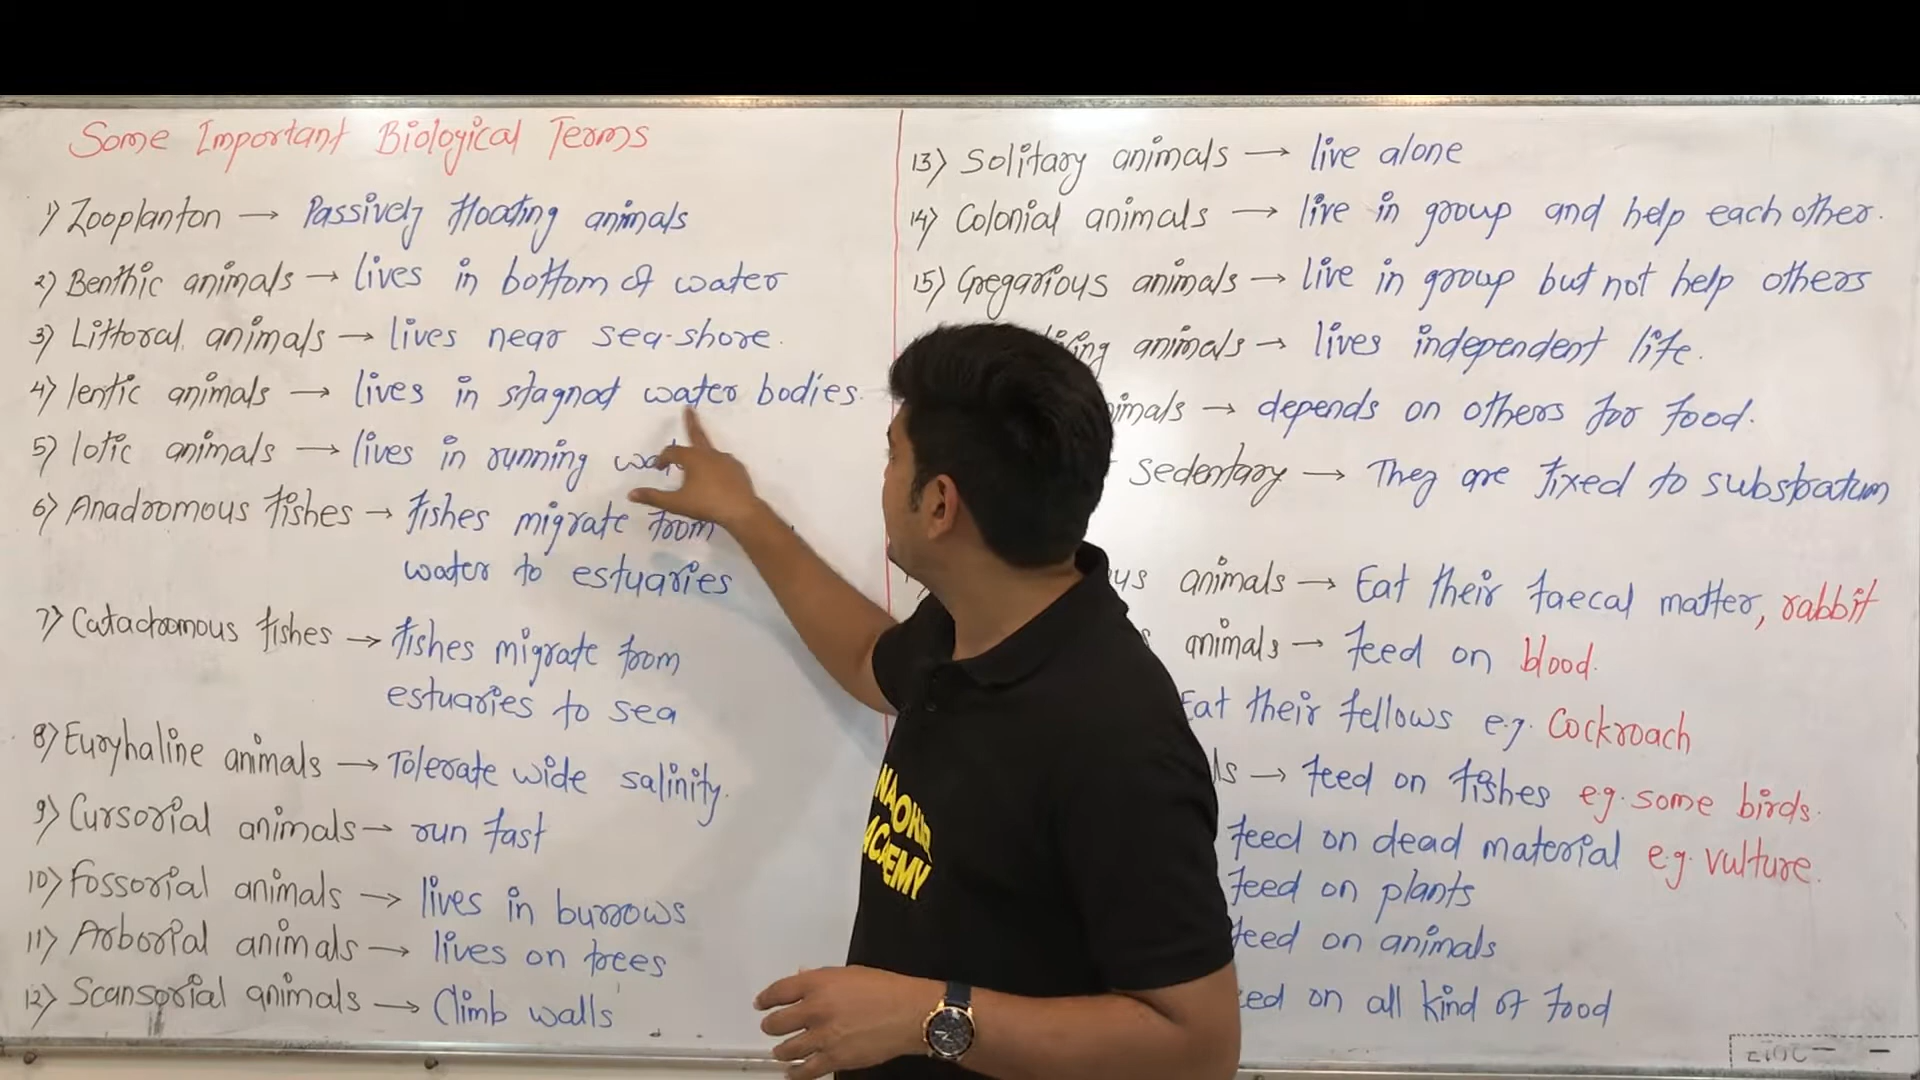 Some Important Biological Terms
1) Zooplanton → Passively floating animals
2) Benthic animals → lives in bottom of water
3) Littoral animals → lives near sea-shore.
4) lentic animals → lives in stagnat water bodies.
5) lotic animals → lives in running
6) Anadromous fishes → fishes migrate from
water to estuaries
7) Catadromous fishes → fishes migrate from
estuaries to sea
8) Euryhaline animals → Tolerate wide salinity.
9) Cursorial animals → run fast
10) Fossorial animals → lives in burrows
11) Arborial animals → lives on trees
12) Scansorial animals → Climb walls
13) Solitary animals → live alone
14) Colonial animals → live in group and help each other.
15) Gregarious animals → live in group but not help others
animals → lives independent life.
→ depends on others for food.
sedentary → They are fixed to substratum
animals → Eat their faecal matter, rabbit
animals → feed on blood.
Eat their fellows e.g. Cockroach
→ feed on fishes e.g. some birds.
feed on dead material e.g. vulture.
feed on plants
feed on animals
on all kind of food
ACADEMY